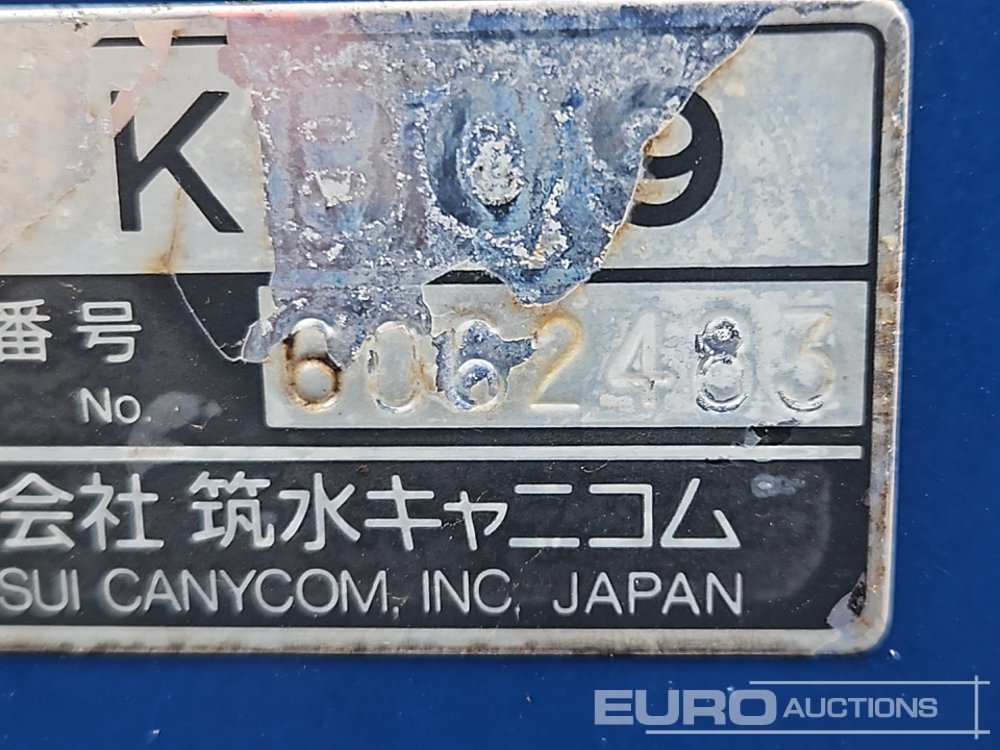 番号
No. 6062483
会社 筑水キャニコム
SUI CANYCOM, INC, JAPAN
EURO AUCTIONS